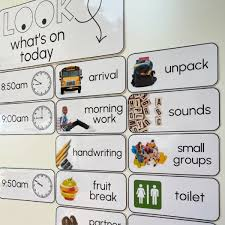 LOOK
what's on
today
8:50am
arrival
unpack
9:00am
morning
work
sounds
handwriting
small
groups
9:50am
fruit
break
toilet
partner